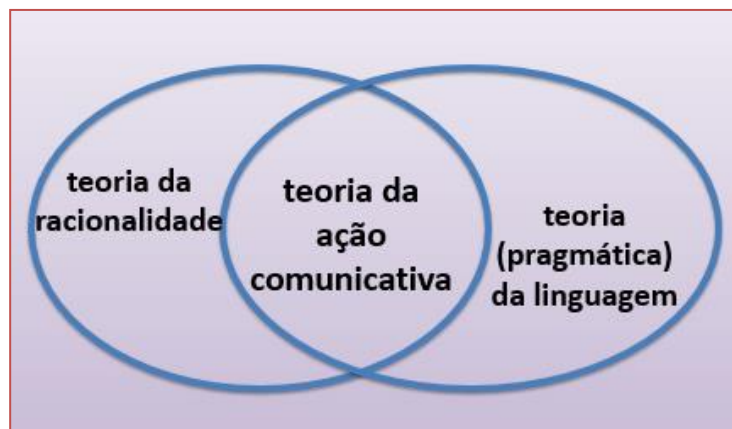 teoria da
racionalidade
teoria da
ação
comunicativa
teoria
(pragmática)
da linguagem